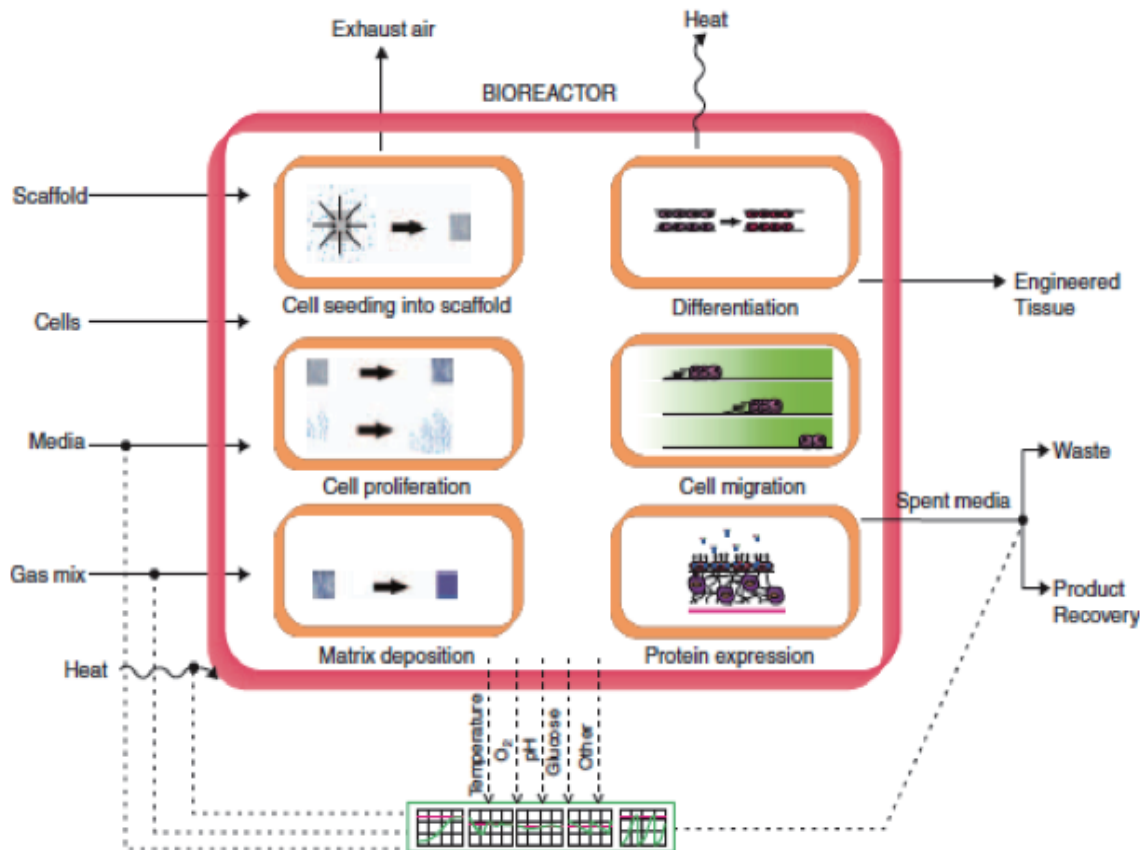 Exhaust air
Heat
BIOREACTOR
Scaffold
Cell seeding into scaffold
Differentiation
Engineered
Tissue
Cells
Media
Cell proliferation
Cell migration
Waste
Spent media
Gas mix
Product
Recovery
Matrix deposition
Protein expression
Heat
Temperature
O₂
pH
Glucose
Other